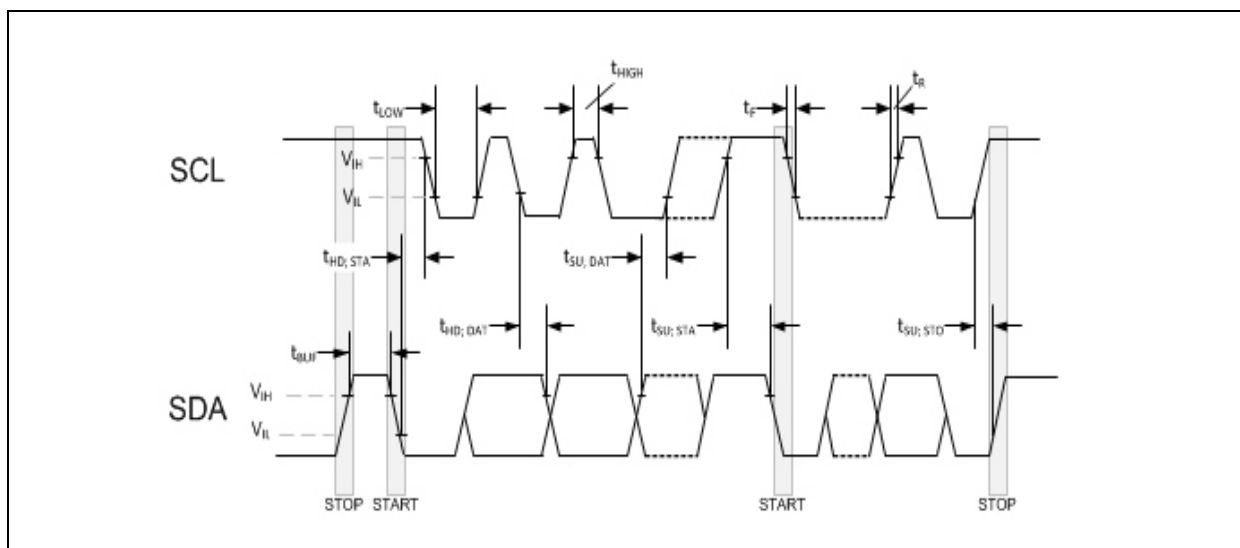 tHIGH
tR
tLOW
tF
SCL
VIH
VIL
tHD; STA
tSU; DAT
tHD; DAT
tSU; STA
tSU; STO
tBUF
SDA
VIH
VIL
STOP START START STOP